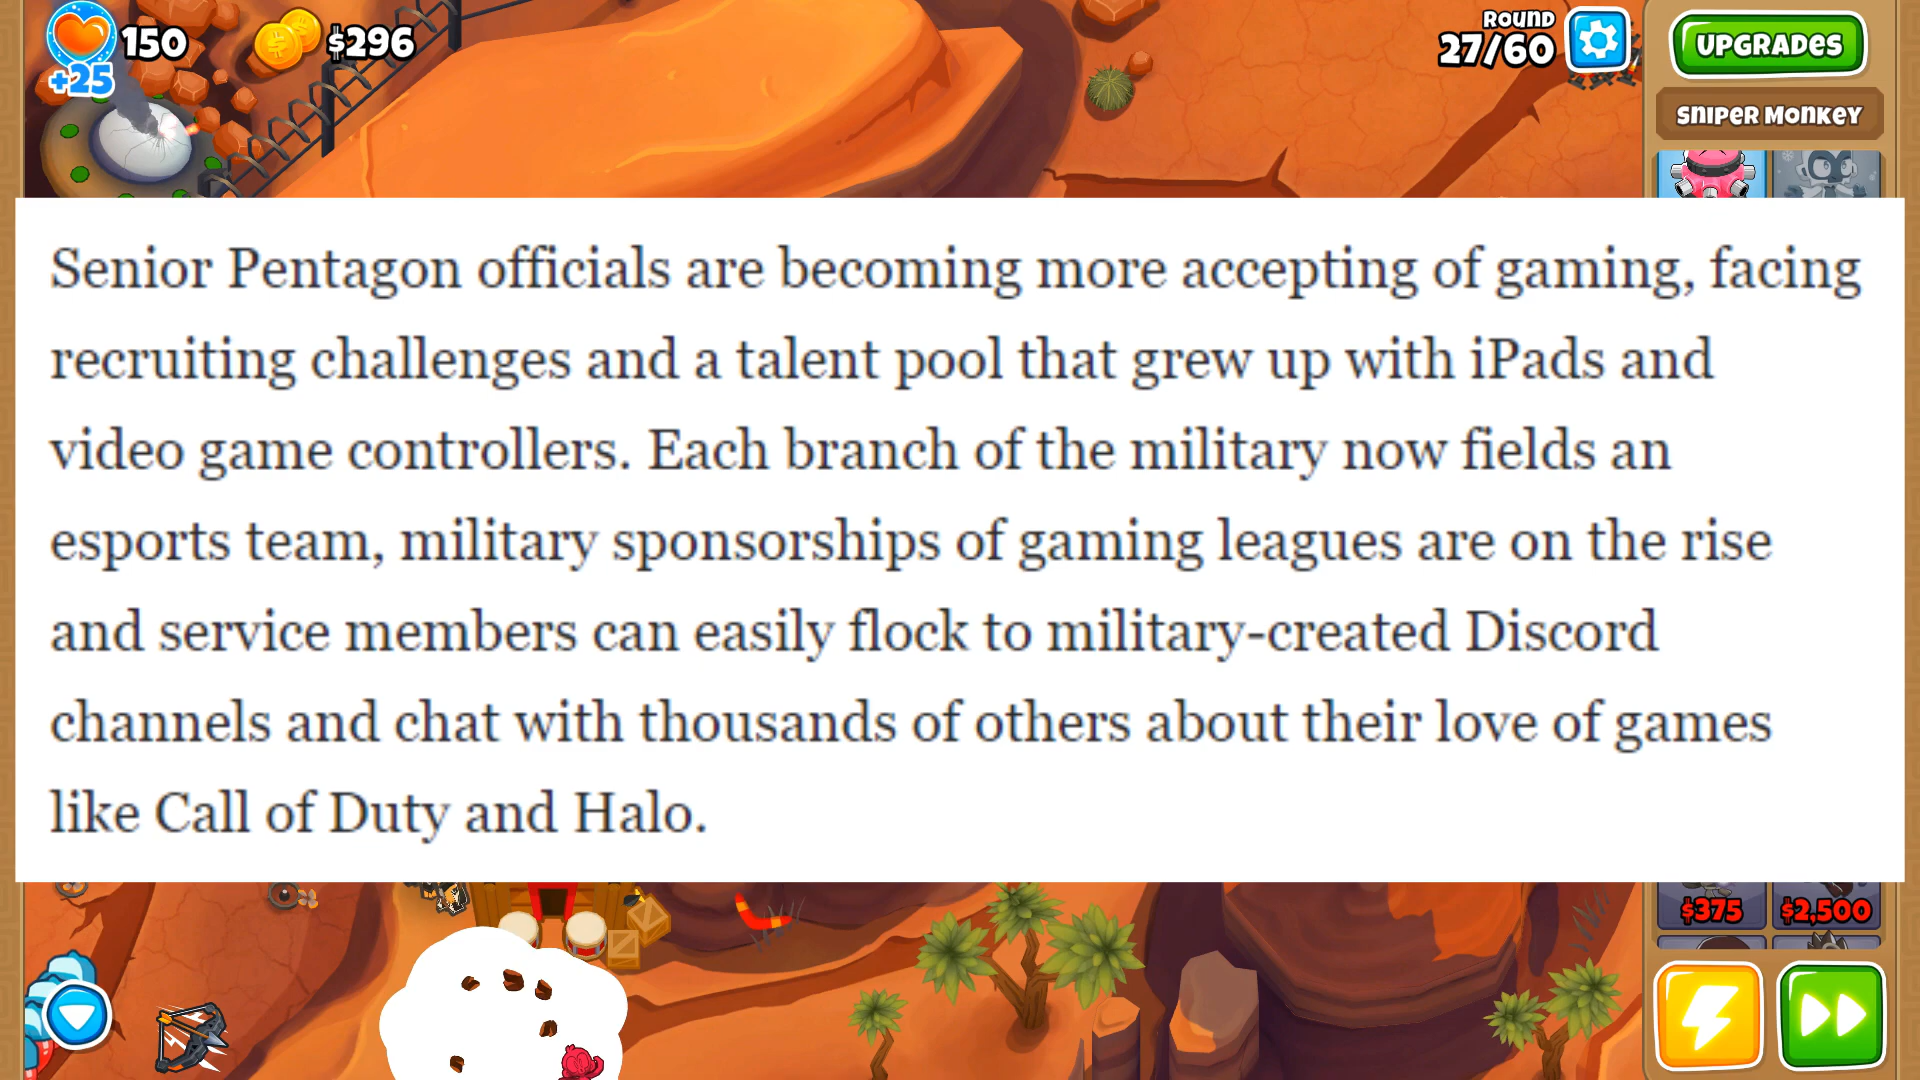 150
$296
+25
ROUND
27/60
UPGRADES
SNIPER MONKEY
Senior Pentagon officials are becoming more accepting of gaming, facing
recruiting challenges and a talent pool that grew up with iPads and
video game controllers. Each branch of the military now fields an
esports team, military sponsorships of gaming leagues are on the rise
and service members can easily flock to military-created Discord
channels and chat with thousands of others about their love of games
like Call of Duty and Halo.
$375
$2,500